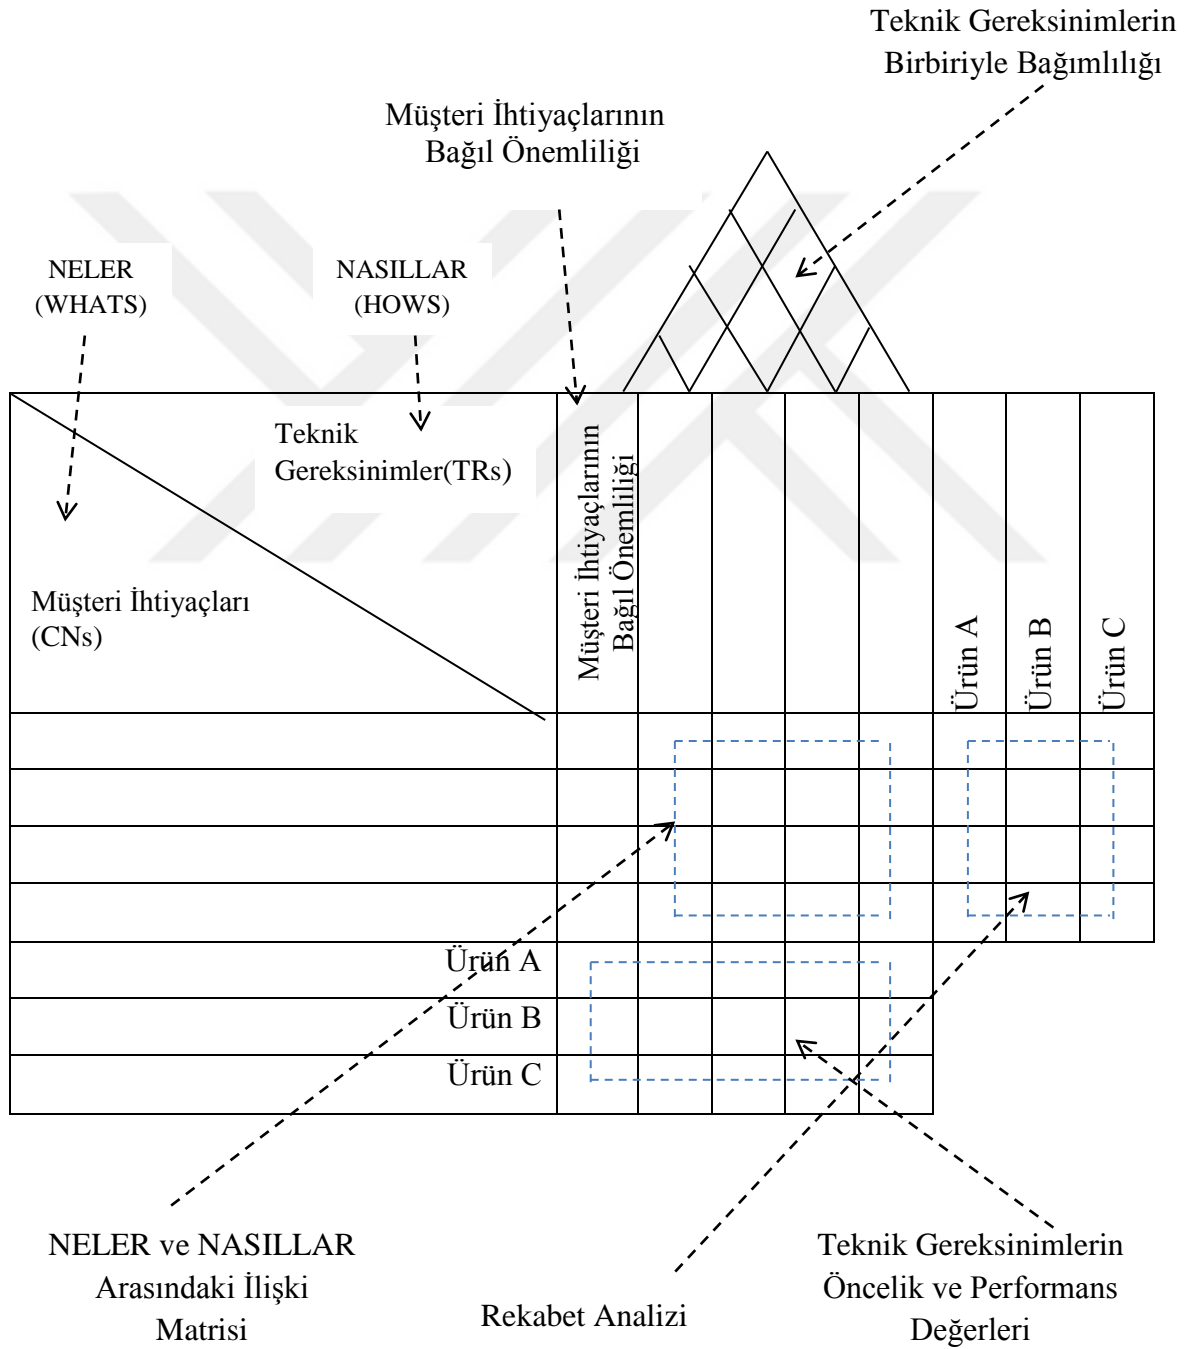 Teknik Gereksinimlerin
Birbiriyle Bağımlılığı
Müşteri İhtiyaçlarının
Bağıl Önemliliği
NELER
(WHATS)
NASILLAR
(HOWS)
Teknik
Gereksinimler(TRs)
Müşteri İhtiyaçları
(CNs)
Müşteri İhtiyaçlarının
Bağıl Önemliliği
Ürün A
Ürün B
Ürün C
Ürün A
Ürün B
Ürün C
NELER ve NASILLAR
Arasındaki İlişki
Matrisi
Rekabet Analizi
Teknik Gereksinimlerin
Öncelik ve Performans
Değerleri